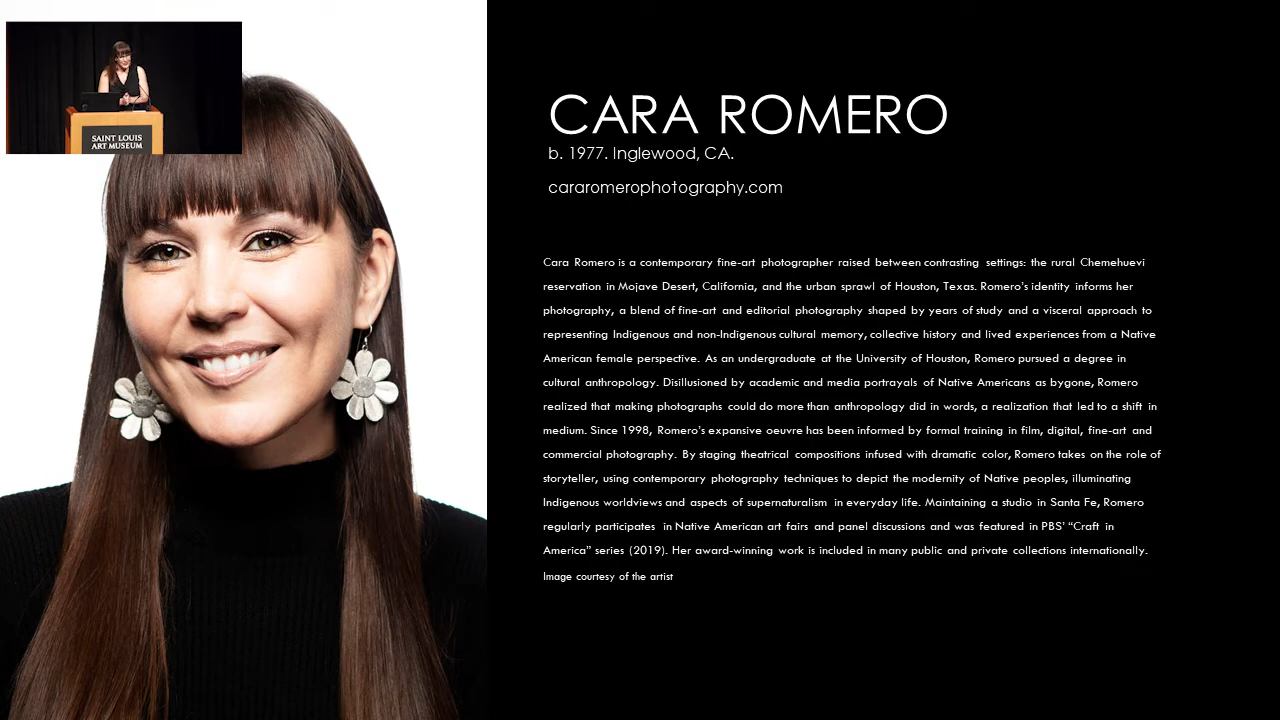 SAINT LOUIS
ART MUSEUM
CARA ROMERO
b. 1977. Inglewood, CA.
cararomerophotography.com
Cara Romero is a contemporary fine-art photographer raised between contrasting settings: the rural Chemehuevi
reservation in Mojave Desert, California, and the urban sprawl of Houston, Texas. Romero's identity informs her
photography, a blend of fine-art and editorial photography shaped by years of study and a visceral approach to
representing Indigenous and non-Indigenous cultural memory, collective history and lived experiences from a Native
American female perspective. As an undergraduate at the University of Houston, Romero pursued a degree in
cultural anthropology. Disillusioned by academic and media portrayals of Native Americans as bygone, Romero
realized that making photographs could do more than anthropology did in words, a realization that led to a shift in
medium. Since 1998, Romero's expansive oeuvre has been informed by formal training in film, digital, fine-art and
commercial photography. By staging theatrical compositions infused with dramatic color, Romero takes on the role of
storyteller, using contemporary photography techniques to depict the modernity of Native peoples, illuminating
Indigenous worldviews and aspects of supernaturalism in everyday life. Maintaining a studio in Santa Fe, Romero
regularly participates in Native American art fairs and panel discussions and was featured in PBS' “Craft in
America” series (2019). Her award-winning work is included in many public and private collections internationally.
Image courtesy of the artist